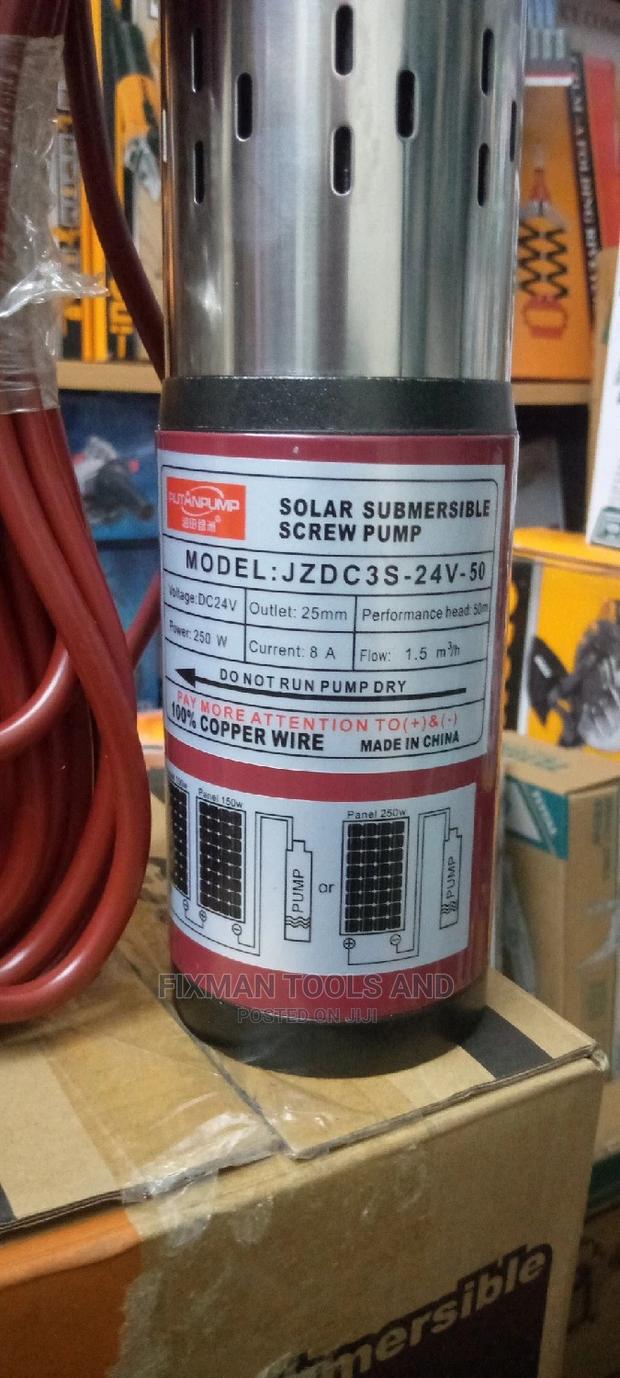 PUTANPUMP
SOLAR SUBMERSIBLE
SCREW PUMP
MODEL:JZDC3S-24V-50
Voltage:DC24V
Outlet: 25mm
Performance head: 50m
Power: 250 W
Current: 8 A
Flow: 1.5 m³/h
DO NOT RUN PUMP DRY
PAY MORE ATTENTION TO(+)&(-)
100% COPPER WIRE
MADE IN CHINA
Panel 150w
PUMP
or
Panel 250w
PUMP
FIXMAN TOOLS AND
POSTED ON JIJI